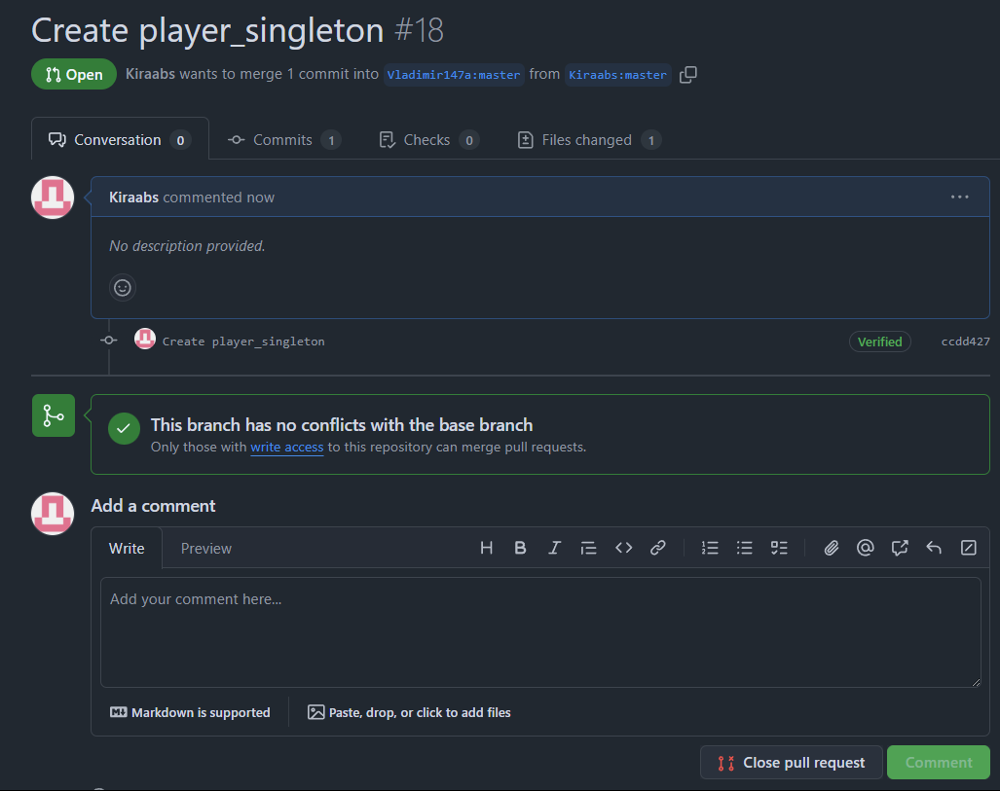 Create player_singleton #18
Open Kiraabs wants to merge 1 commit into Vladimir147a:master from Kiraabs:master
Conversation 0 Commits 1 Checks 0 Files changed 1
Kiraabs commented now
No description provided.
Create player_singleton Verified ccdd427
This branch has no conflicts with the base branch
Only those with write access to this repository can merge pull requests.
Add a comment
Write Preview
Add your comment here...
Markdown is supported Paste, drop, or click to add files
Close pull request Comment